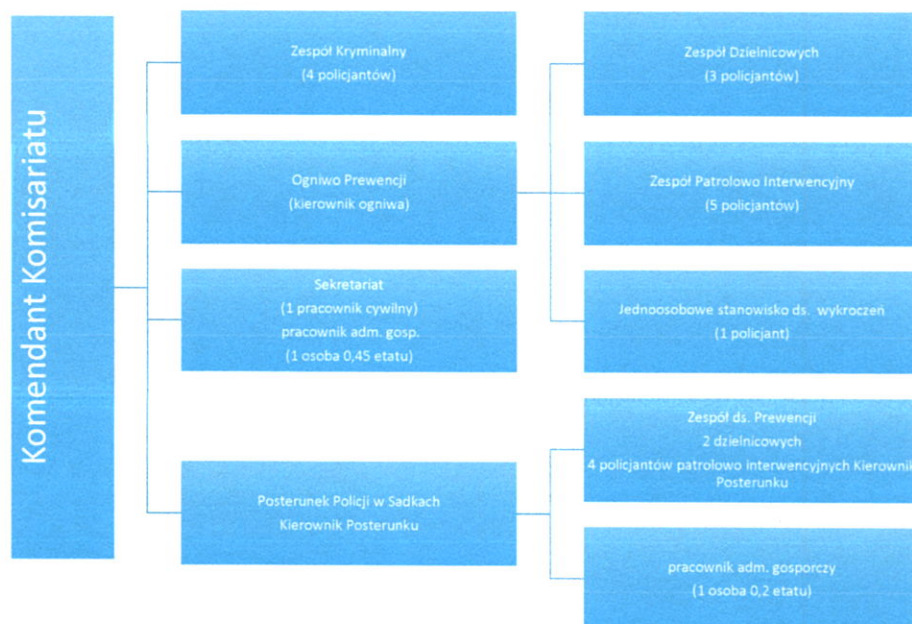 Komendant Komisariatu
Zespół Kryminalny
(4 policjantów)
Ogniwo Prewencji
(kierownik ogniwa)
Sekretariat
(1 pracownik cywilny)
pracownik adm. gosp.
(1 osoba 0,45 etatu)
Posterunek Policji w Sadkach
Kierownik Posterunku
Zespół Dzielnicowych
(3 policjantów)
Zespół Patrolowo Interwencyjny
(5 policjantów)
Jednoosobowe stanowisko ds. wykroczeń
(1 policjant)
Zespół ds. Prewencji
2 dzielnicowych
4 policjantów patrolowo interwencyjnych Kierownik
Posterunku
pracownik adm. gosporczy
(1 osoba 0,2 etatu)